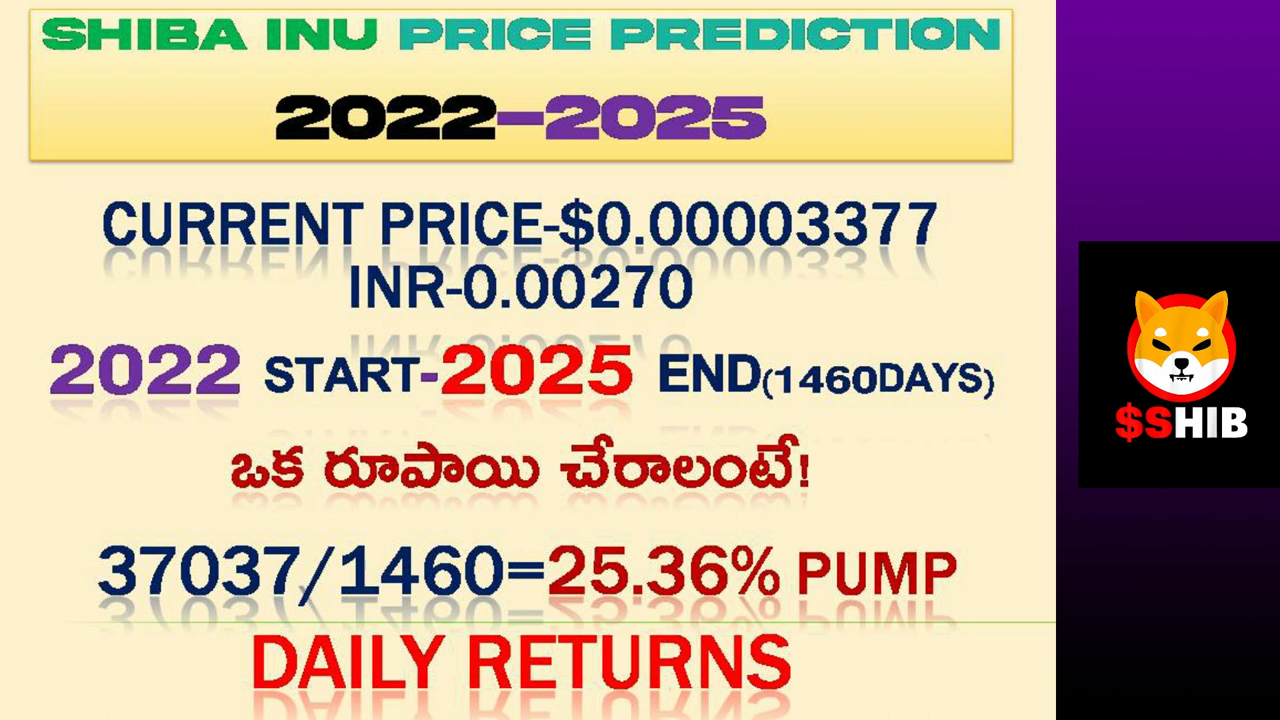 SHIBA INU PRICE PREDICTION
2022-2025
CURRENT PRICE-$0.00003377
INR-0.00270
2022 START-2025 END(1460DAYS)
ఒక రూపాయి చేరాలంటే!
37037/1460=25.36% PUMP
DAILY RETURNS
$SHIB